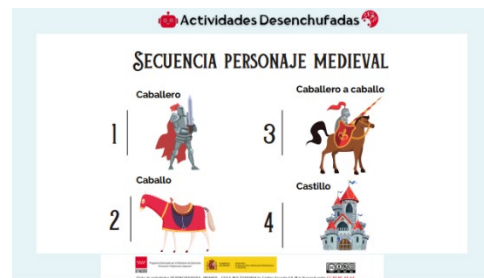 Actividades Desenchufadas
SECUENCIA PERSONAJE MEDIEVAL
Caballero
1
Caballo
2
Caballero a caballo
3
Castillo
4